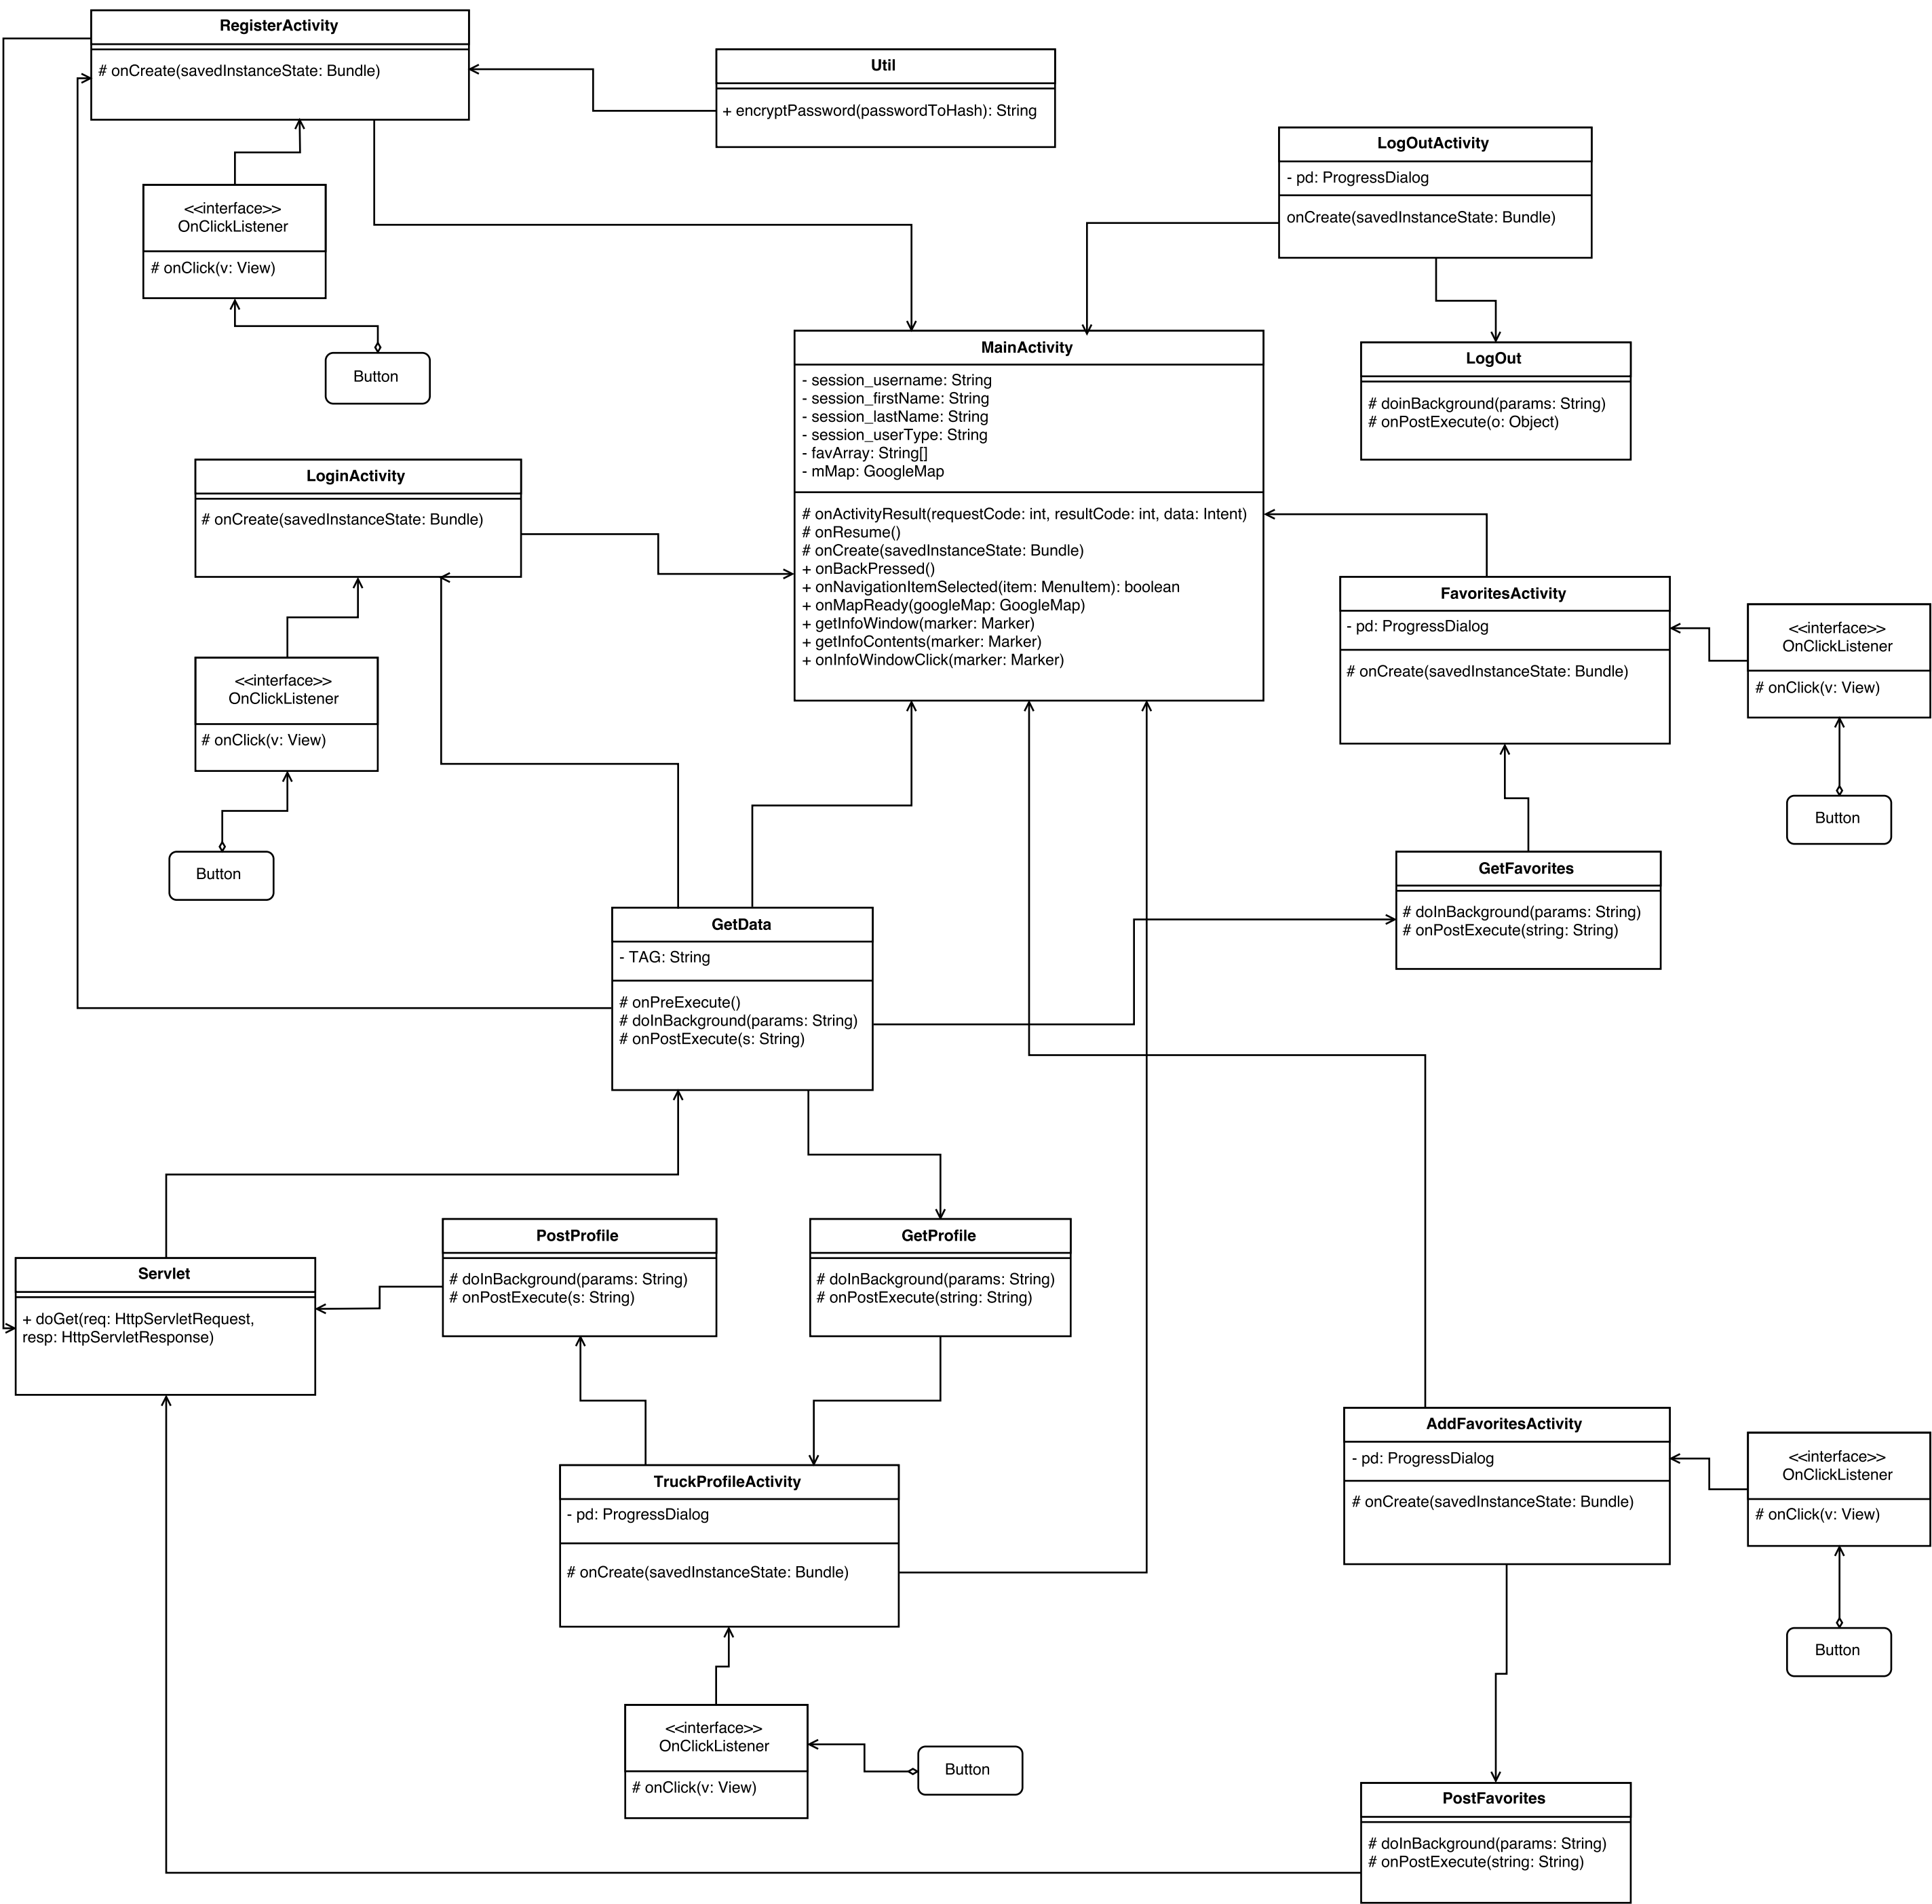 RegisterActivity
# onCreate(savedInstanceState: Bundle)
Util
+ encryptPassword(passwordToHash): String
LogOutActivity
- pd: ProgressDialog
onCreate(savedInstanceState: Bundle)
<<interface>>
OnClickListener
# onClick(v: View)
Button
MainActivity
- session_username: String
- session_firstName: String
- session_lastName: String
- session_userType: String
- favArray: String[]
- mMap: GoogleMap
# onActivityResult(requestCode: int, resultCode: int, data: Intent)
# onResume()
# onCreate(savedInstanceState: Bundle)
+ onBackPressed()
+ onNavigationItemSelected(item: MenuItem): boolean
+ onMapReady(googleMap: GoogleMap)
+ getInfoWindow(marker: Marker)
+ getInfoContents(marker: Marker)
+ onInfoWindowClick(marker: Marker)
LogOut
# doinBackground(params: String)
# onPostExecute(o: Object)
LoginActivity
# onCreate(savedInstanceState: Bundle)
<<interface>>
OnClickListener
# onClick(v: View)
Button
FavoritesActivity
- pd: ProgressDialog
# onCreate(savedInstanceState: Bundle)
<<interface>>
OnClickListener
# onClick(v: View)
Button
GetFavorites
# doInBackground(params: String)
# onPostExecute(string: String)
GetData
- TAG: String
# onPreExecute()
# doInBackground(params: String)
# onPostExecute(s: String)
Servlet
+ doGet(req: HttpServletRequest,
resp: HttpServletResponse)
PostProfile
# doInBackground(params: String)
# onPostExecute(s: String)
GetProfile
# doInBackground(params: String)
# onPostExecute(string: String)
TruckProfileActivity
- pd: ProgressDialog
# onCreate(savedInstanceState: Bundle)
<<interface>>
OnClickListener
# onClick(v: View)
Button
AddFavoritesActivity
- pd: ProgressDialog
# onCreate(savedInstanceState: Bundle)
<<interface>>
OnClickListener
# onClick(v: View)
Button
PostFavorites
# doInBackground(params: String)
# onPostExecute(string: String)